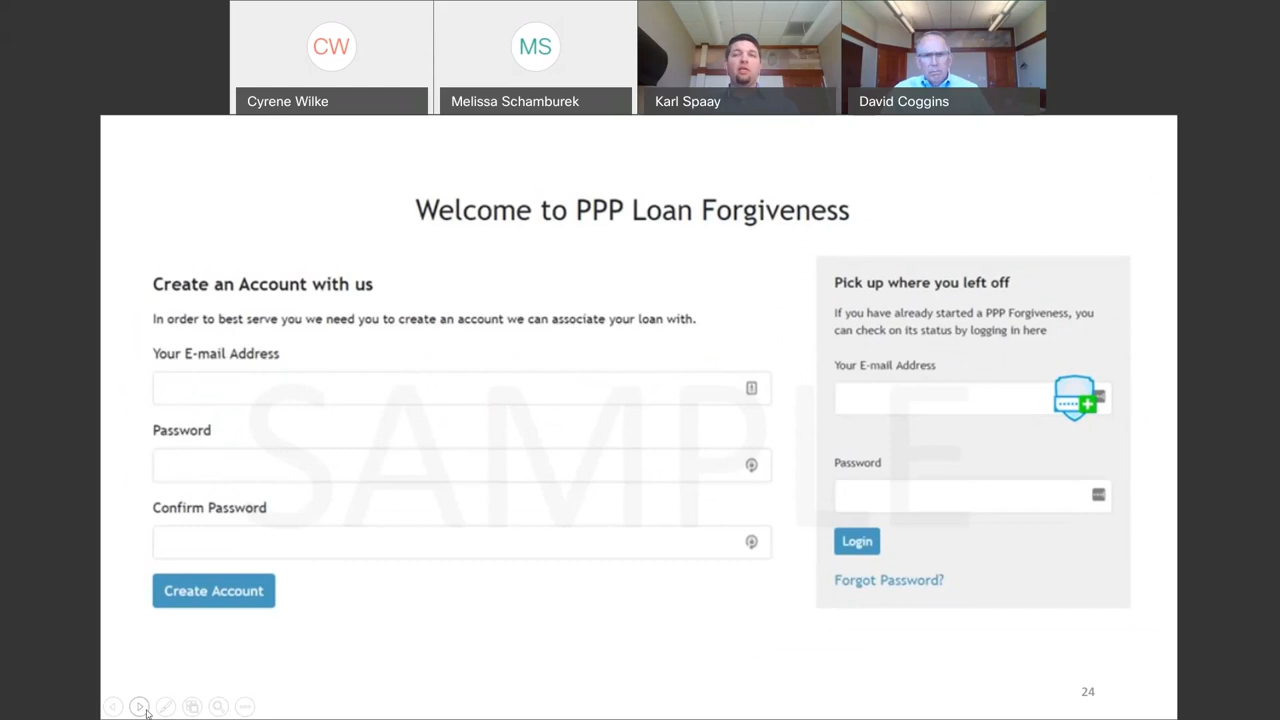 CW
MS
Cyrene Wilke
Melissa Schamburek
Karl Spaay
David Coggins
Welcome to PPP Loan Forgiveness
Create an Account with us
In order to best serve you we need you to create an account we can associate your loan with.
Your E-mail Address
Password
Confirm Password
Create Account
Pick up where you left off
If you have already started a PPP Forgiveness, you
can check on its status by logging in here
Your E-mail Address
Password
Login
Forgot Password?
SAMPLE
24